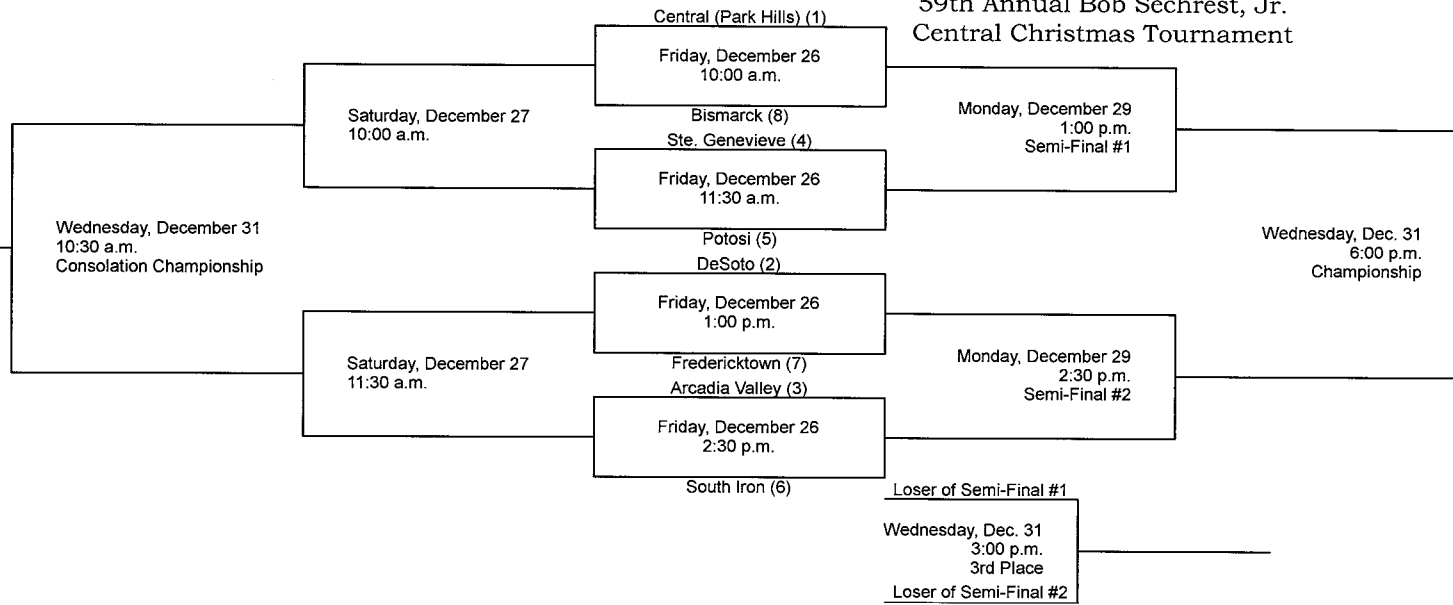 59th Annual Bob Sechrest, Jr.
Central Christmas Tournament
Central (Park Hills) (1)
Friday, December 26
10:00 a.m.
Bismarck (8)
Saturday, December 27
10:00 a.m.
Monday, December 29
1:00 p.m.
Semi-Final #1
Ste. Genevieve (4)
Friday, December 26
11:30 a.m.
Potosi (5)
Wednesday, December 31
10:30 a.m.
Consolation Championship
Wednesday, Dec. 31
6:00 p.m.
Championship
DeSoto (2)
Friday, December 26
1:00 p.m.
Fredericktown (7)
Saturday, December 27
11:30 a.m.
Monday, December 29
2:30 p.m.
Semi-Final #2
Arcadia Valley (3)
Friday, December 26
2:30 p.m.
South Iron (6)
Loser of Semi-Final #1
Wednesday, Dec. 31
3:00 p.m.
3rd Place
Loser of Semi-Final #2